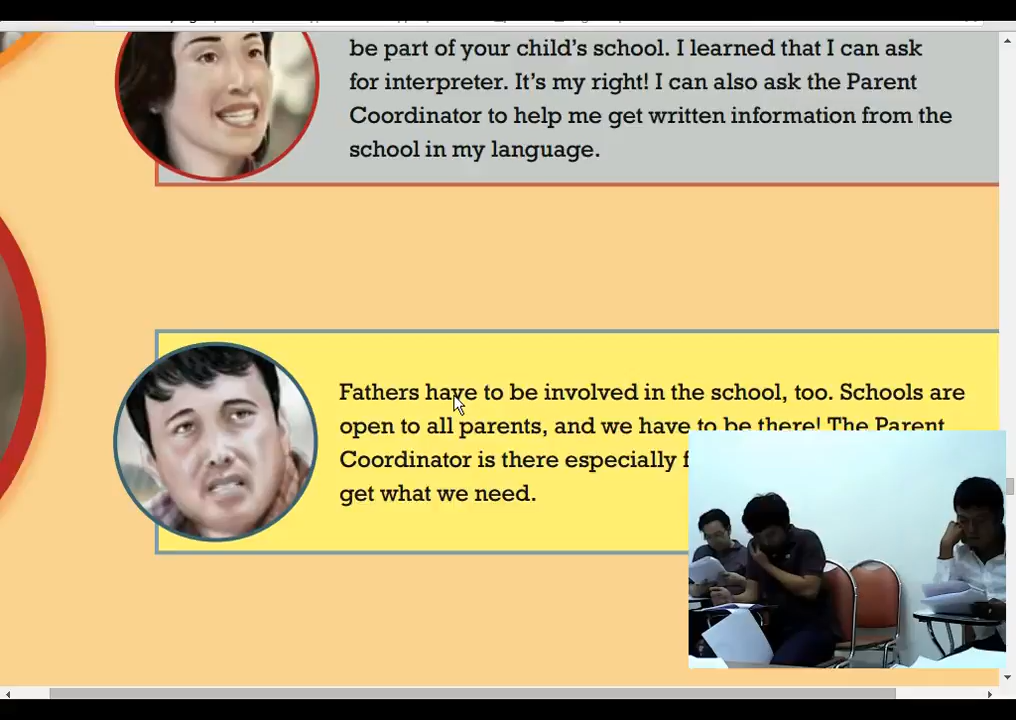 be part of your child's school. I learned that I can ask
for interpreter. It's my right! I can also ask the Parent
Coordinator to help me get written information from the
school in my language.
Fathers have to be involved in the school, too. Schools are
open to all parents, and we have to be there! The Parent
Coordinator is there especially
get what we need.